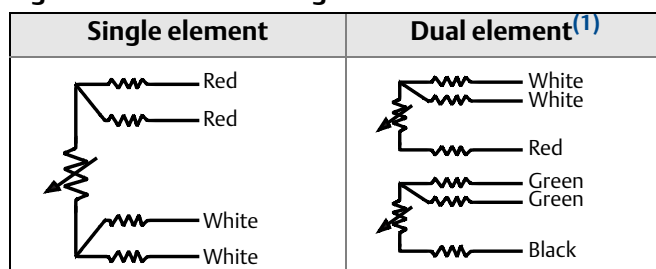 Single element
Dual element(1)
Red
Red
White
White
White
White
Red
Green
Green
Black